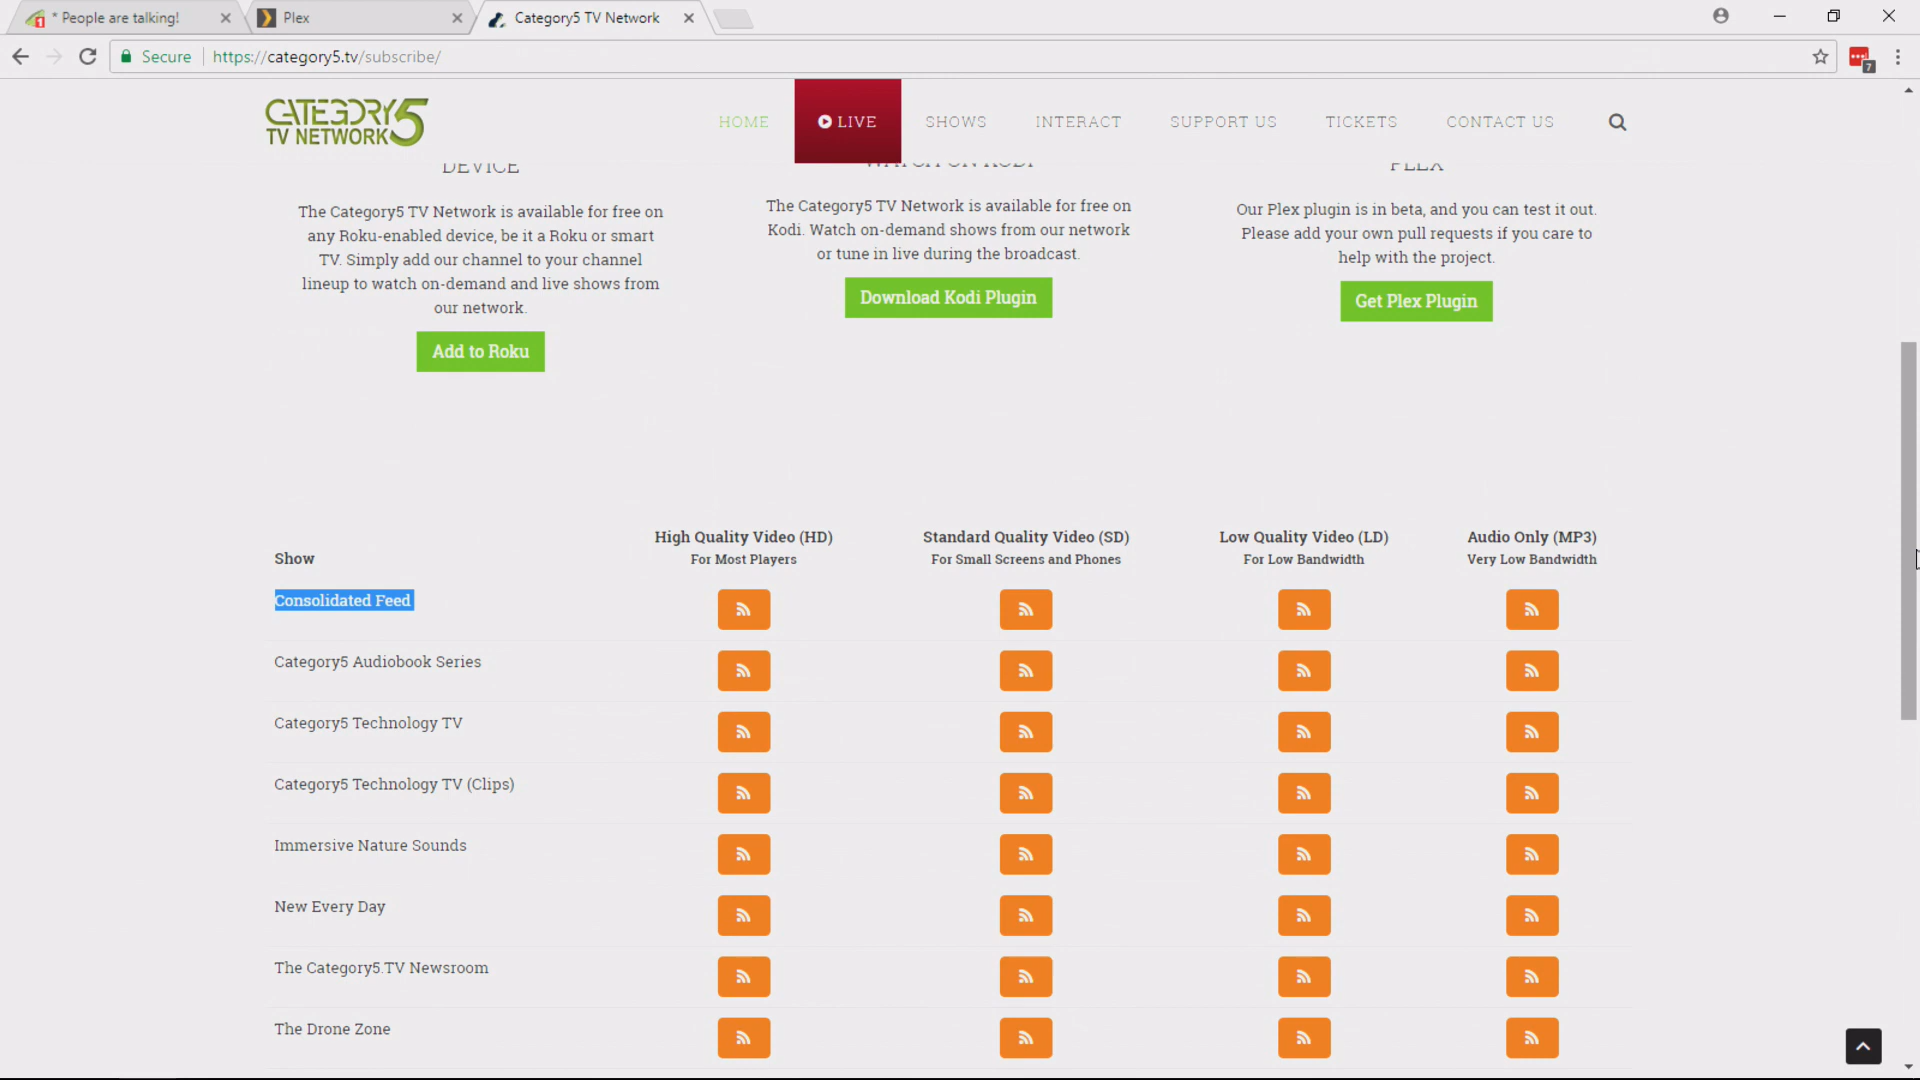 * People are talking!
Plex
Category5 TV Network
Secure
https://category5.tv/subscribe/
7
CATEGORY5
TV NETWORK
HOME
LIVE
SHOWS
INTERACT
SUPPORT US
TICKETS
CONTACT US
DEVICE
WATCH ON KODI
PLEX
The Category5 TV Network is available for free on
any Roku-enabled device, be it a Roku or smart
TV. Simply add our channel to your channel
lineup to watch on-demand and live shows from
our network.
Add to Roku
The Category5 TV Network is available for free on
Kodi. Watch on-demand shows from our network
or tune in live during the broadcast.
Download Kodi Plugin
Our Plex plugin is in beta, and you can test it out.
Please add your own pull requests if you care to
help with the project.
Get Plex Plugin
Show
High Quality Video (HD)
For Most Players
Standard Quality Video (SD)
For Small Screens and Phones
Low Quality Video (LD)
For Low Bandwidth
Audio Only (MP3)
Very Low Bandwidth
Consolidated Feed
Category5 Audiobook Series
Category5 Technology TV
Category5 Technology TV (Clips)
Immersive Nature Sounds
New Every Day
The Category5.TV Newsroom
The Drone Zone